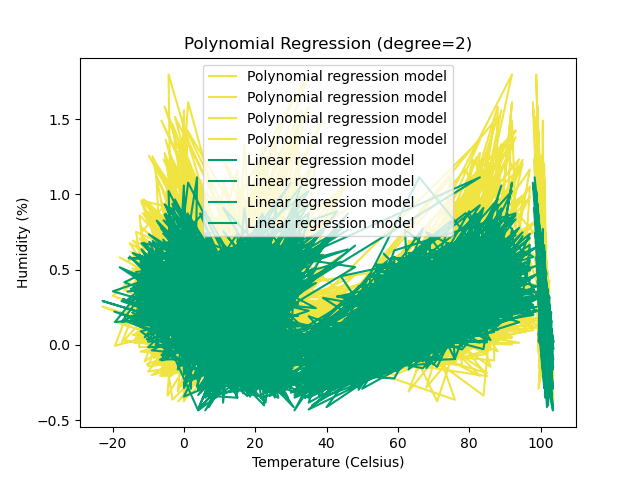 Polynomial Regression (degree=2)
Polynomial regression model
Polynomial regression model
Polynomial regression model
Polynomial regression model
Linear regression model
Linear regression model
Linear regression model
Linear regression model
Humidity (%)
1.5
1.0
0.5
0.0
−0.5
−20 0 20 40 60 80 100
Temperature (Celsius)